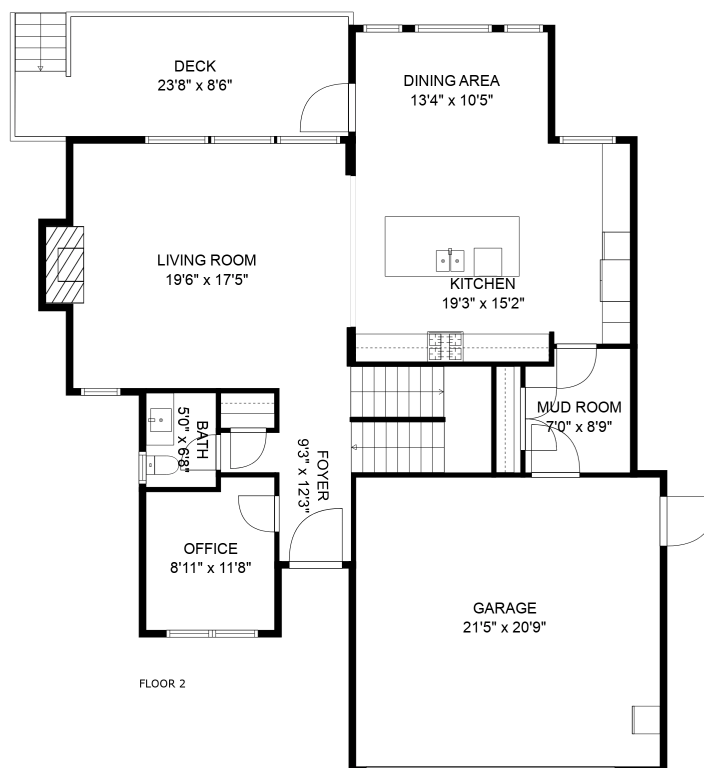 DECK
23'8" x 8'6"
DINING AREA
13'4" x 10'5"
LIVING ROOM
19'6" x 17'5"
KITCHEN
19'3" x 15'2"
MUD ROOM
7'0" x 8'9"
BATH
5'0" x 6'8"
FOYER
9'3" x 12'3"
OFFICE
8'11" x 11'8"
GARAGE
21'5" x 20'9"
FLOOR 2